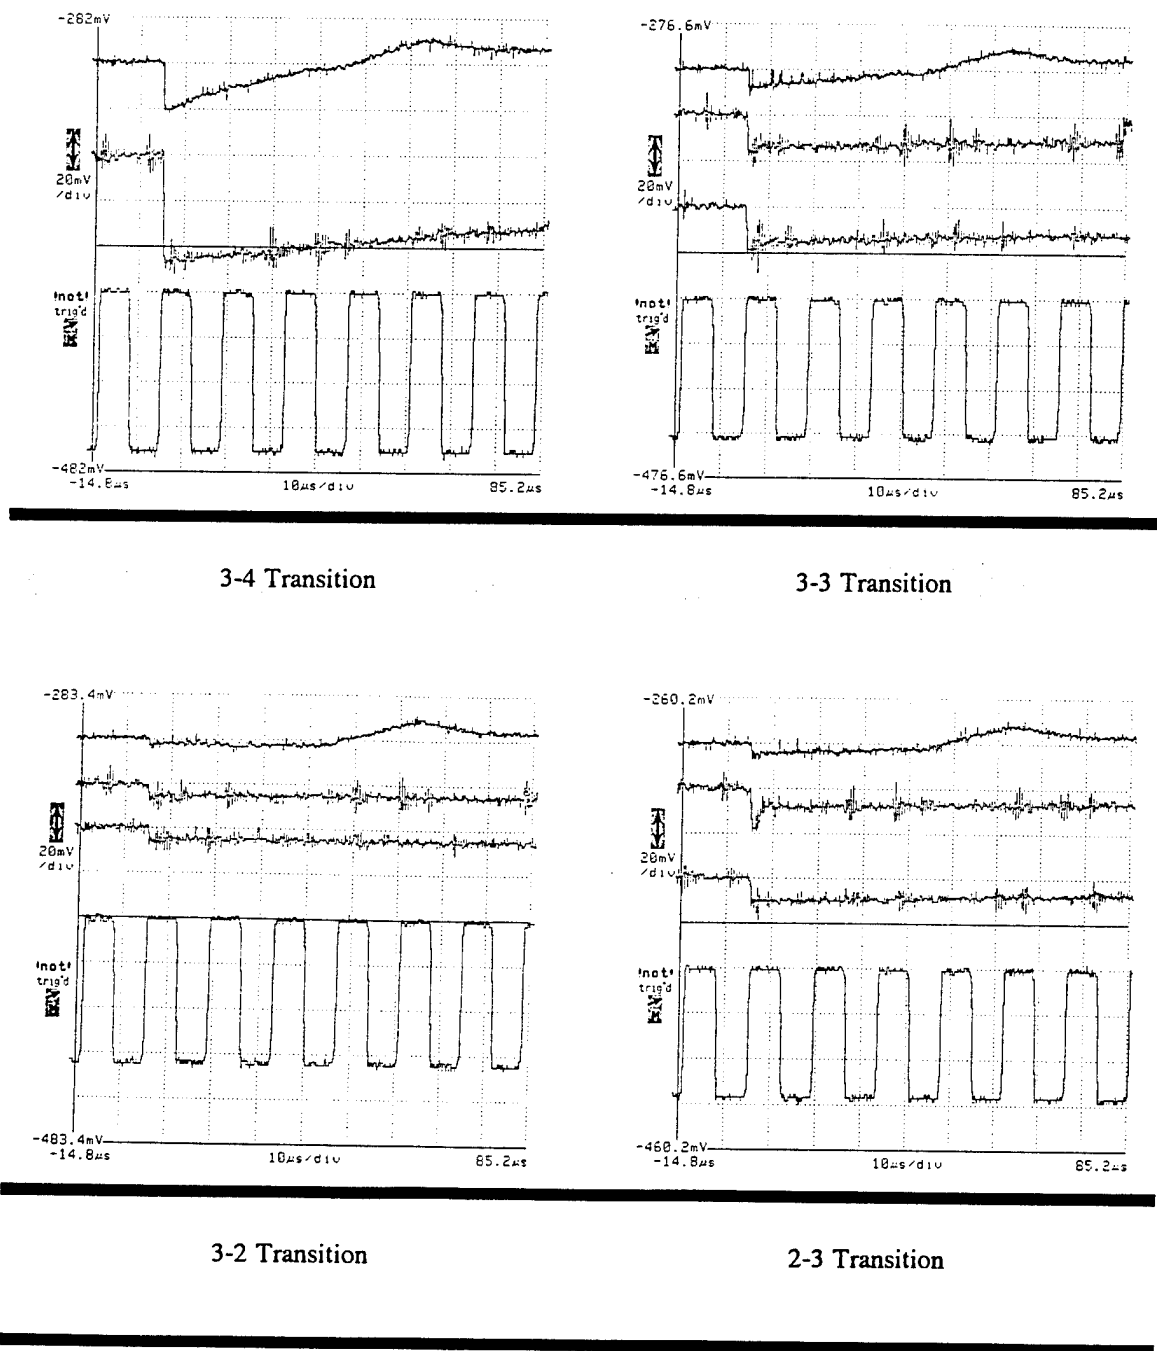 -282mV
20mV
/div
!not!
trig'd
-482mV
-14.8µs
10µs/div
85.2µs
3-4 Transition
-276.6mV
20mV
/div
!not!
trig'd
-476.6mV
-14.8µs
10µs/div
85.2µs
3-3 Transition
-283.4mV
20mV
/div
!not!
trig'd
-483.4mV
-14.8µs
10µs/div
85.2µs
3-2 Transition
-260.2mV
20mV
/div
!not!
trig'd
-460.2mV
-14.8µs
10µs/div
85.2µs
2-3 Transition